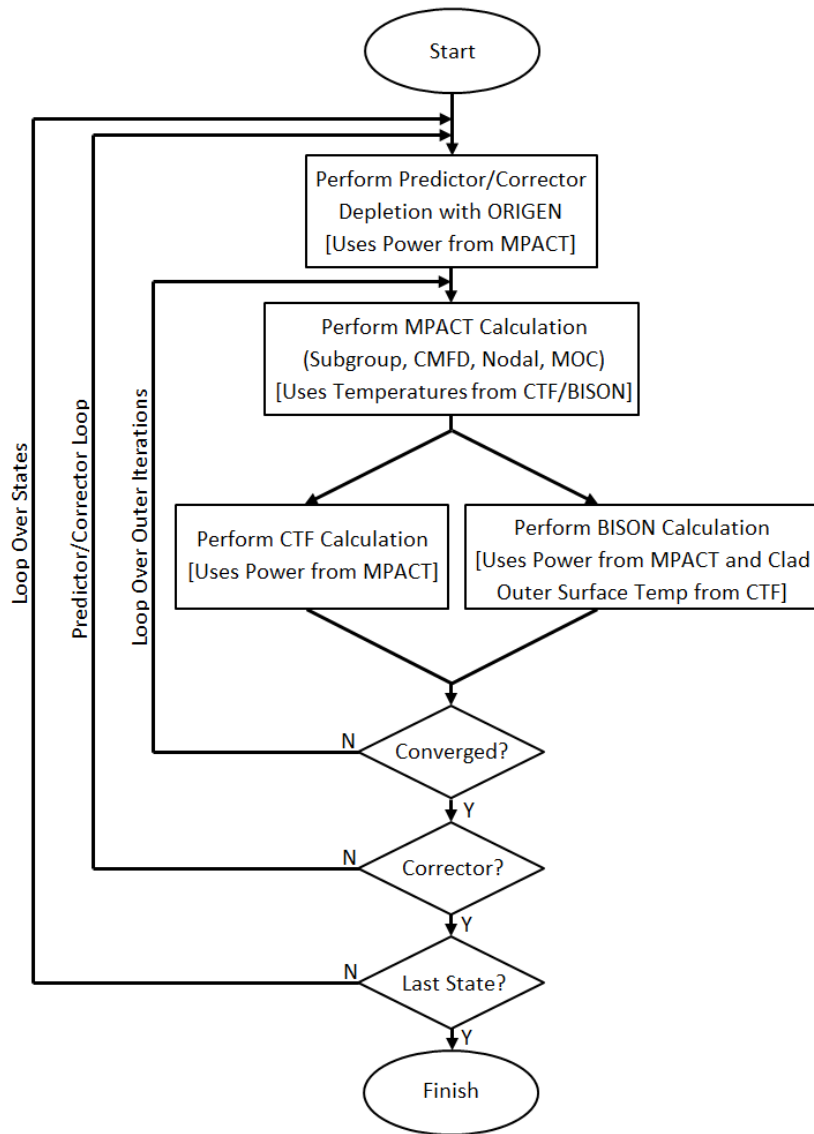 Start
Perform Predictor/Corrector
Depletion with ORIGEN
[Uses Power from MPACT]
Perform MPACT Calculation
(Subgroup, CMFD, Nodal, MOC)
[Uses Temperatures from CTF/BISON]
Loop Over States
Predictor/Corrector Loop
Loop Over Outer Iterations
Perform CTF Calculation
[Uses Power from MPACT]
Perform BISON Calculation
[Uses Power from MPACT and Clad
Outer Surface Temp from CTF]
N
Converged?
Y
N
Corrector?
Y
N
Last State?
Y
Finish